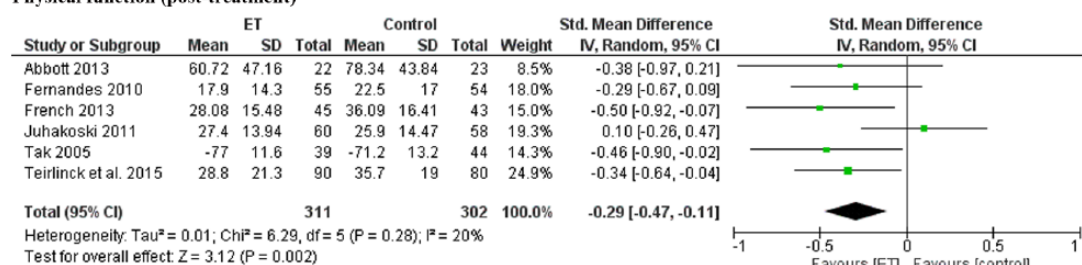 Physical function (post-treatment)
ET Control Std. Mean Difference Std. Mean Difference
Study or Subgroup Mean SD Total Mean SD Total Weight IV, Random, 95% CI IV, Random, 95% CI
Abbott 2013 60.72 47.16 22 78.34 43.84 23 8.5% -0.38 [-0.97, 0.21]
Fernandes 2010 17.9 14.3 55 22.5 17 54 18.0% -0.29 [-0.67, 0.09]
French 2013 28.08 15.48 45 36.09 16.41 43 15.0% -0.50 [-0.92, -0.07]
Juhakoski 2011 27.4 13.94 60 25.9 14.47 58 19.3% 0.10 [-0.26, 0.47]
Tak 2005 -77 11.6 39 -71.2 13.2 44 14.3% -0.46 [-0.90, -0.02]
Teirlinck et al. 2015 28.8 21.3 90 35.7 19 80 24.9% -0.34 [-0.64, -0.04]
Total (95% CI) 311 302 100.0% -0.29 [-0.47, -0.11]
Heterogeneity: Tau² = 0.01; Chi² = 6.29, df = 5 (P = 0.28); I² = 20%
Test for overall effect: Z = 3.12 (P = 0.002)
-1 -0.5 0 0.5 1
Favours [ET] Favours [control]